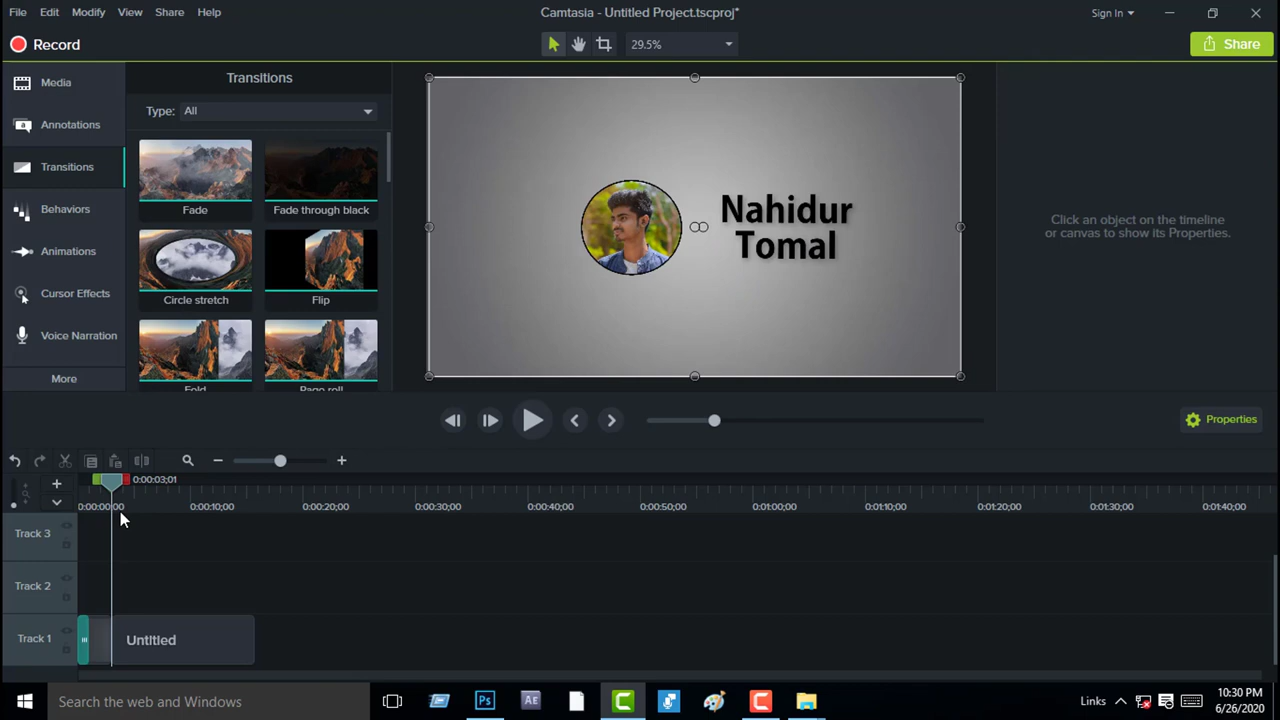 File Edit Modify View Share Help
Camtasia - Untitled Project.tscproj*
Sign In
Record
29.5%
Share
Media
Annotations
Transitions
Behaviors
Animations
Cursor Effects
Voice Narration
More
Transitions
Type: All
Fade
Fade through black
Circle stretch
Flip
Fold
Page roll
Nahidur
Tomal
Click an object on the timeline
or canvas to show its Properties.
Properties
0:00:03;01
0:00:00;00 0:00:10;00 0:00:20;00 0:00:30;00 0:00:40;00 0:00:50;00 0:01:00;00 0:01:10;00 0:01:20;00 0:01:30;00 0:01:40;00
Track 3
Track 2
Track 1
Untitled
Search the web and Windows
Ps
Ae
Links
10:30 PM
6/26/2020